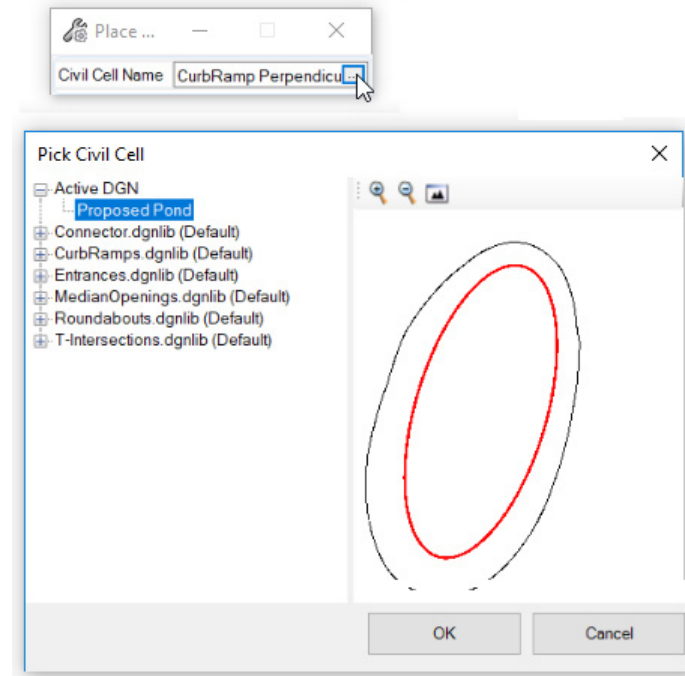 Place ...
Civil Cell Name CurbRamp Perpendicu ...
Pick Civil Cell
Active DGN
Proposed Pond
Connector.dgnlib (Default)
CurbRamps.dgnlib (Default)
Entrances.dgnlib (Default)
MedianOpenings.dgnlib (Default)
Roundabouts.dgnlib (Default)
T-Intersections.dgnlib (Default)
OK Cancel